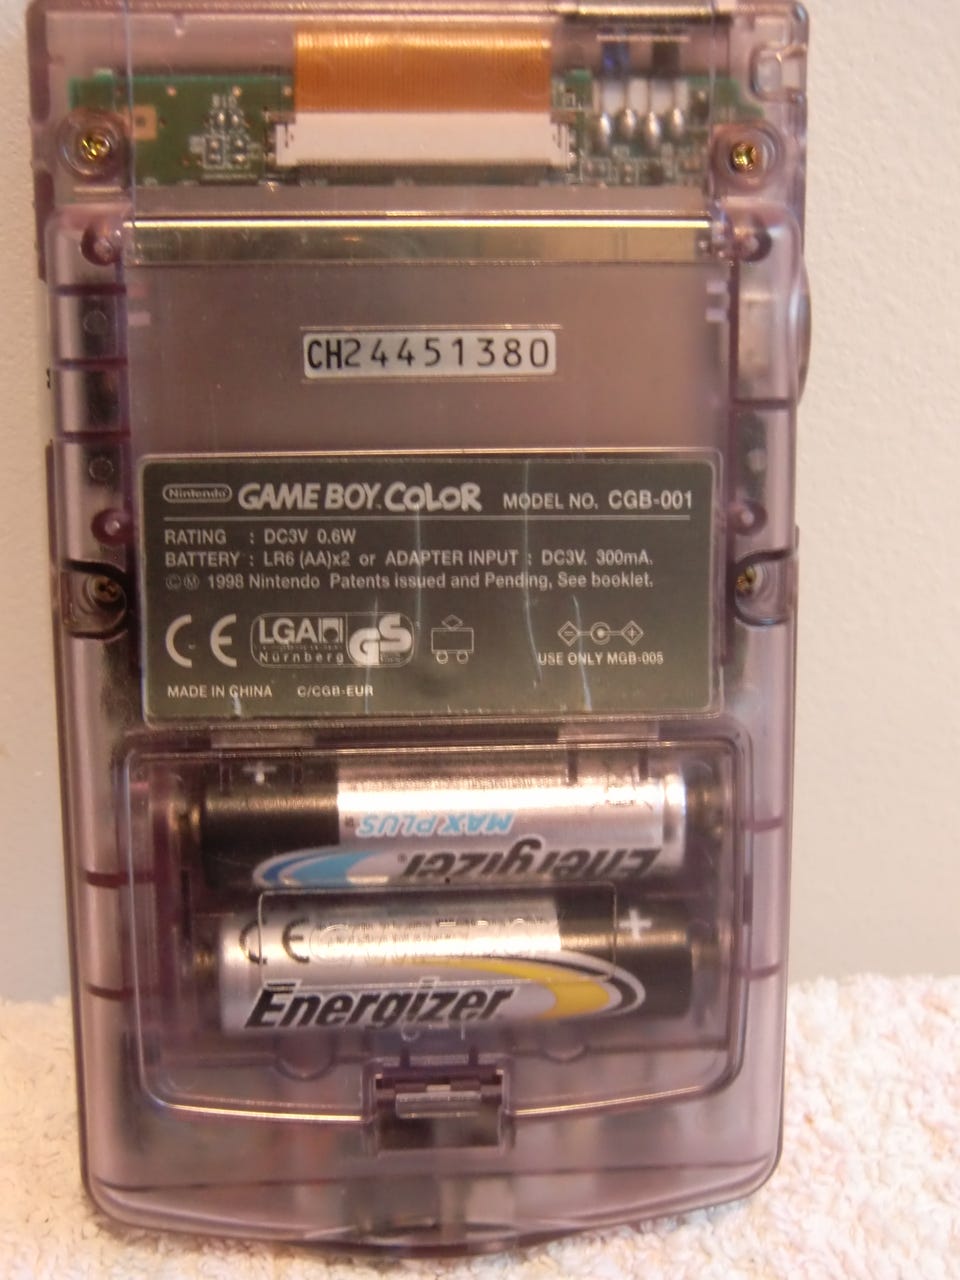 CH24451380
Nintendo GAME BOY COLOR MODEL NO. CGB-001
RATING : DC3V 0.6W
BATTERY : LR6 (AA)x2 or ADAPTER INPUT : DC3V. 300mA.
©Ⓜ 1998 Nintendo Patents issued and Pending, See booklet.
CE LGA GS
Nürnberg
USE ONLY MGB-005
MADE IN CHINA C/CGB-EUR
+
MAX PLUS
Energizer
CE +
Energizer